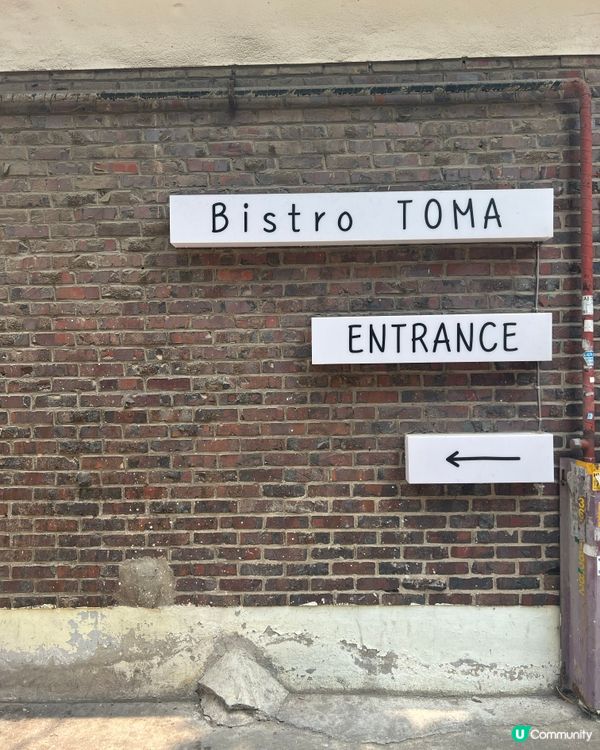 Bistro TOMA
ENTRANCE
←
U Community